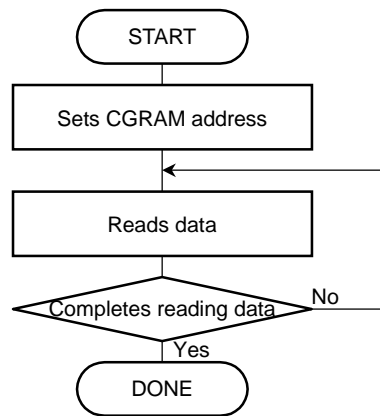 START
Sets CGRAM address
Reads data
Completes reading data
No
Yes
DONE